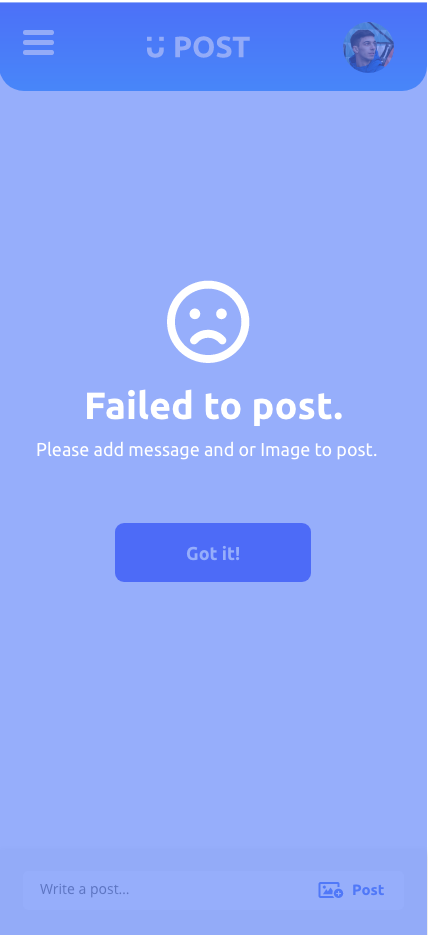 POST
Failed to post.
Please add message and or Image to post.
Got it!
Write a post...
Post